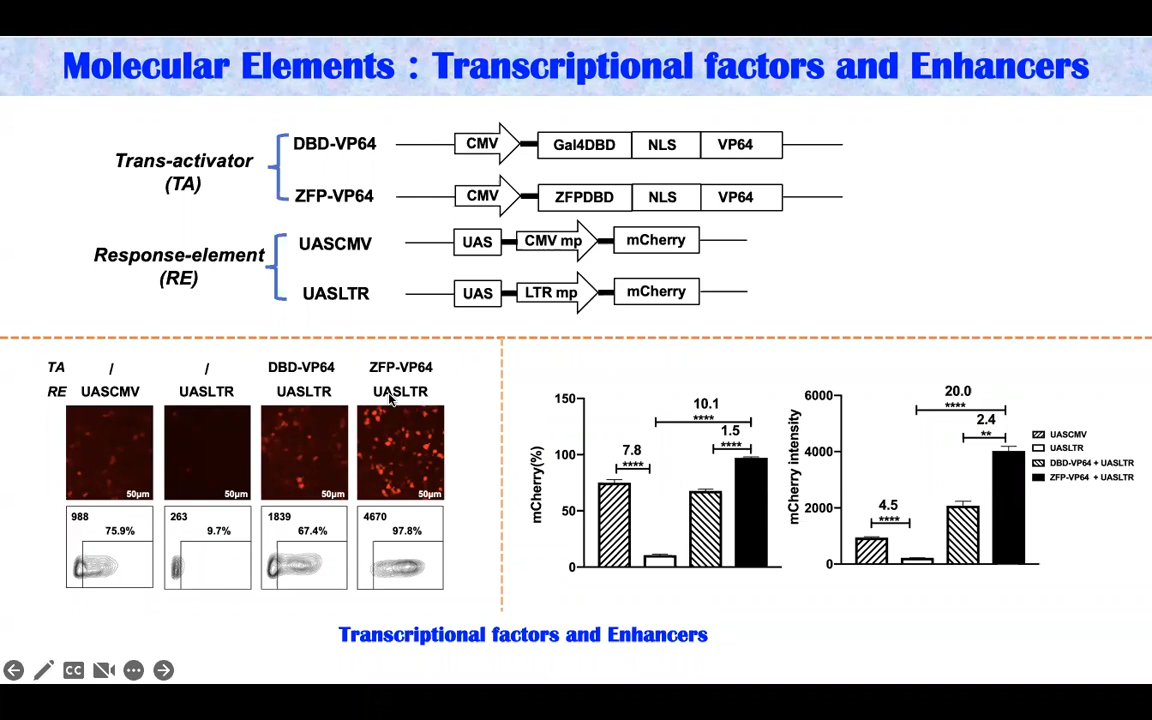 Molecular Elements : Transcriptional factors and Enhancers
Trans-activator
(TA)
DBD-VP64
CMV
Gal4DBD
NLS
VP64
ZFP-VP64
CMV
ZFPDBD
NLS
VP64
Response-element
(RE)
UASCMV
UAS
CMV mp
mCherry
UASLTR
UAS
LTR mp
mCherry
TA / / DBD-VP64 ZFP-VP64
RE UASCMV UASLTR UASLTR UASLTR
50μm 50μm 50μm 50μm
988 263 1839 4670
75.9% 9.7% 67.4% 97.8%
mCherry(%)
150
100
50
0
7.8
****
10.1
****
1.5
****
mCherry intensity
6000
4000
2000
0
4.5
****
20.0
****
2.4
**
UASCMV
UASLTR
DBD-VP64 + UASLTR
ZFP-VP64 + UASLTR
Transcriptional factors and Enhancers
CC